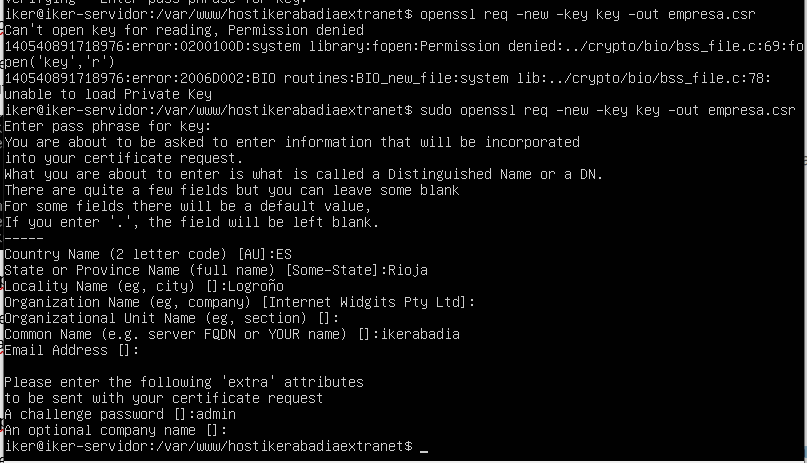 Verifying - Enter pass phrase for key:
iker@iker-servidor:/var/www/hostikerabadiaextranet$ openssl req -new -key key -out empresa.csr
Can't open key for reading, Permission denied
140540891718976:error:0200100D:system library:fopen:Permission denied:../crypto/bio/bss_file.c:69:fo
pen('key','r')
140540891718976:error:2006D002:BIO routines:BIO_new_file:system lib:../crypto/bio/bss_file.c:78:
unable to load Private Key
iker@iker-servidor:/var/www/hostikerabadiaextranet$ sudo openssl req -new -key key -out empresa.csr
Enter pass phrase for key:
You are about to be asked to enter information that will be incorporated
into your certificate request.
What you are about to enter is what is called a Distinguished Name or a DN.
There are quite a few fields but you can leave some blank
For some fields there will be a default value,
If you enter '.', the field will be left blank.
-----
Country Name (2 letter code) [AU]:ES
State or Province Name (full name) [Some-State]:Rioja
Locality Name (eg, city) []:Logroño
Organization Name (eg, company) [Internet Widgits Pty Ltd]:
Organizational Unit Name (eg, section) []:
Common Name (e.g. server FQDN or YOUR name) []:ikerabadia
Email Address []:
Please enter the following 'extra' attributes
to be sent with your certificate request
A challenge password []:admin
An optional company name []:
iker@iker-servidor:/var/www/hostikerabadiaextranet$ _